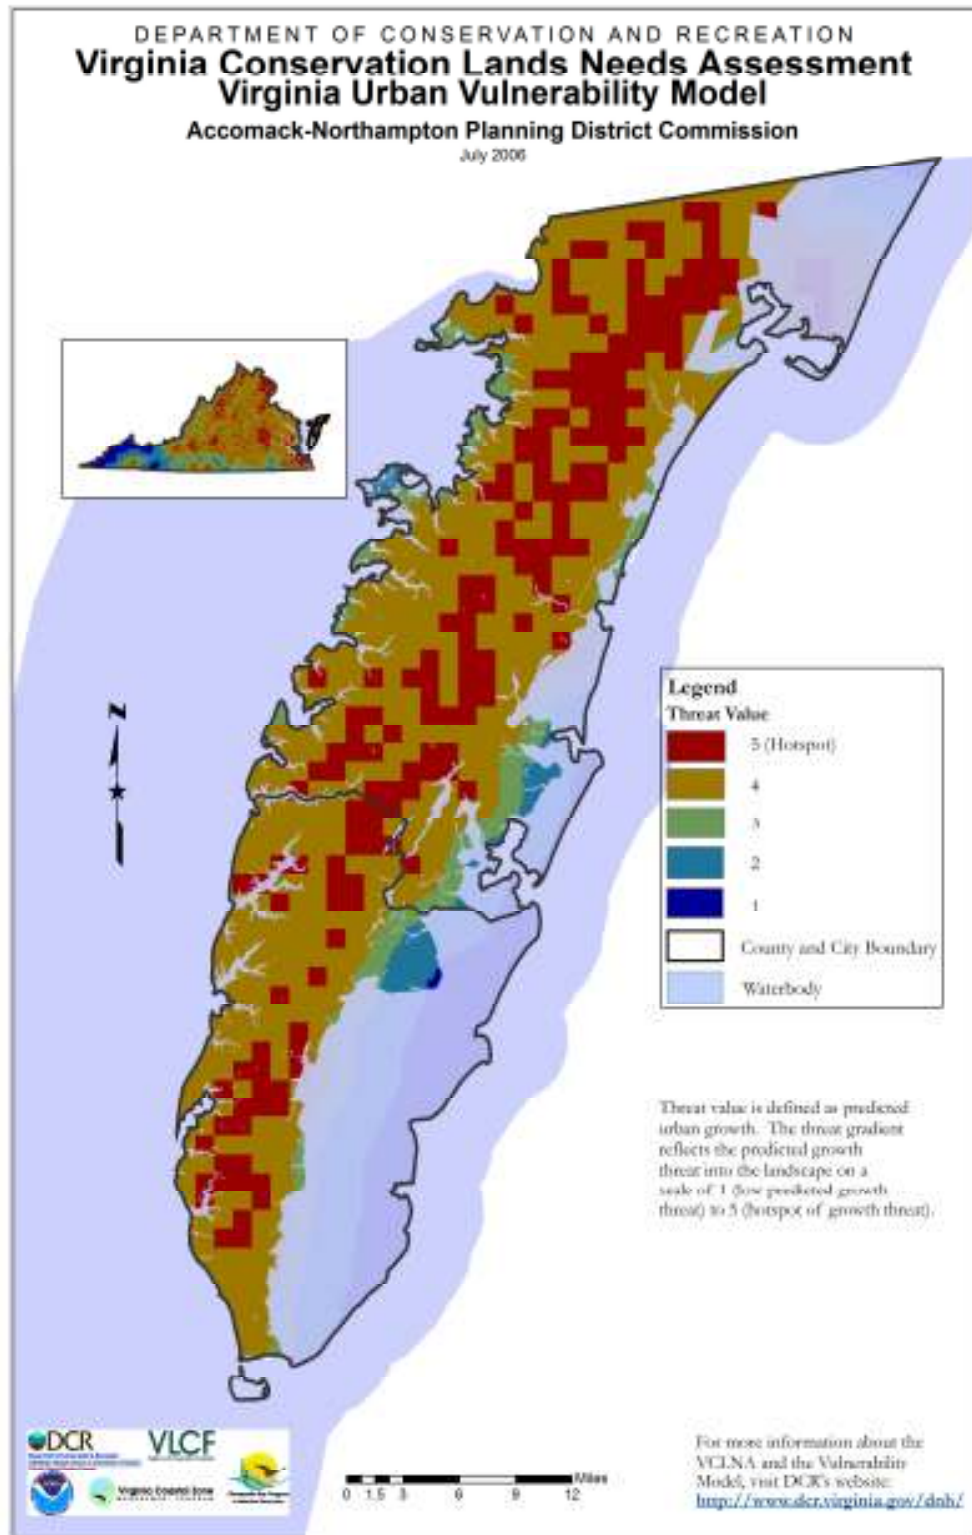 DEPARTMENT OF CONSERVATION AND RECREATION
Virginia Conservation Lands Needs Assessment
Virginia Urban Vulnerability Model
Accomack-Northampton Planning District Commission
July 2006
N
Legend
Threat Value
5 (Hotspot)
4
3
2
1
County and City Boundary
Waterbody
Threat value is defined as predicted
urban growth. The threat gradient
reflects the predicted growth
threat into the landscape on a
scale of 1 (low predicted growth
threat) to 5 (hotspot of growth threat).
DCR
VLCF
Virginia Coastal Zone
Miles
0 1.5 3 6 9 12
For more information about the
VCLNA and the Vulnerability
Model, visit DCR's website:
http://www.dcr.virginia.gov/dnh/